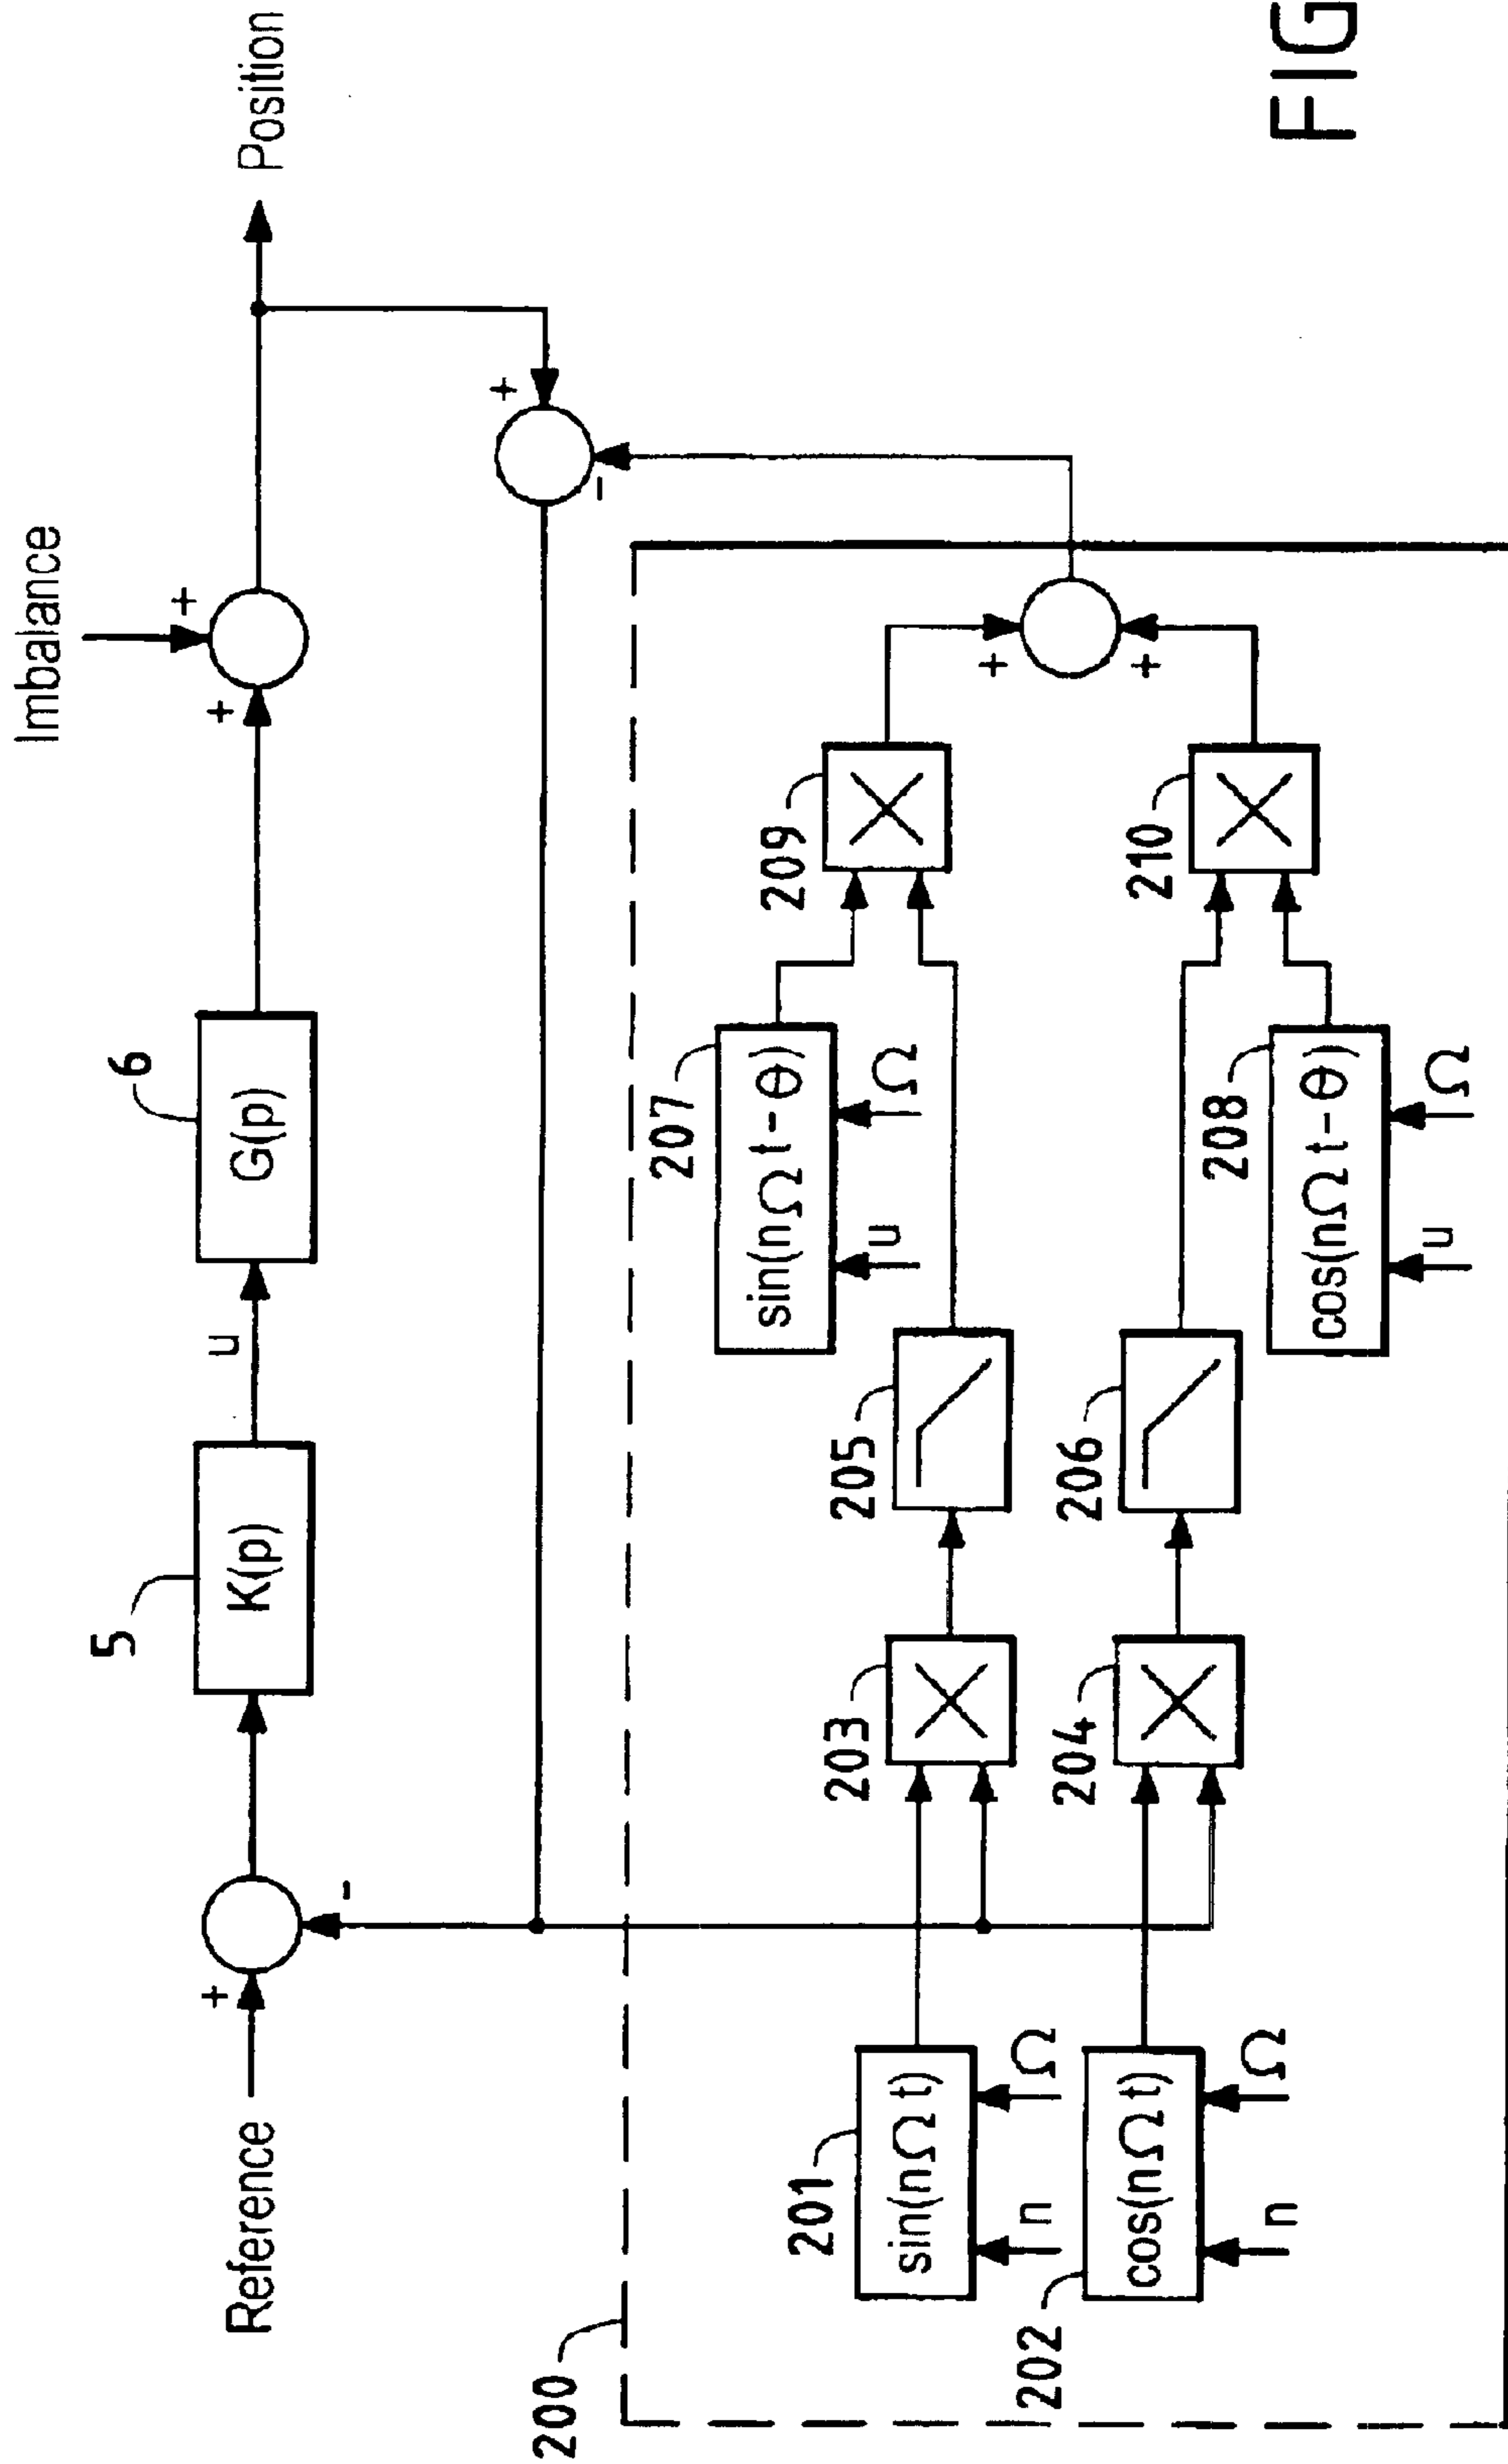 Imbalance
5
6
+
Reference
+
-
K(p)
u
G(p)
+
Position
+
-
200
207
209
sin(nΩt-θ)
u
Ω
201
203
205
sin(nΩt)
n
Ω
+
+
202
204
206
cos(nΩt)
n
Ω
210
208
cos(nΩt-θ)
u
Ω
FIG